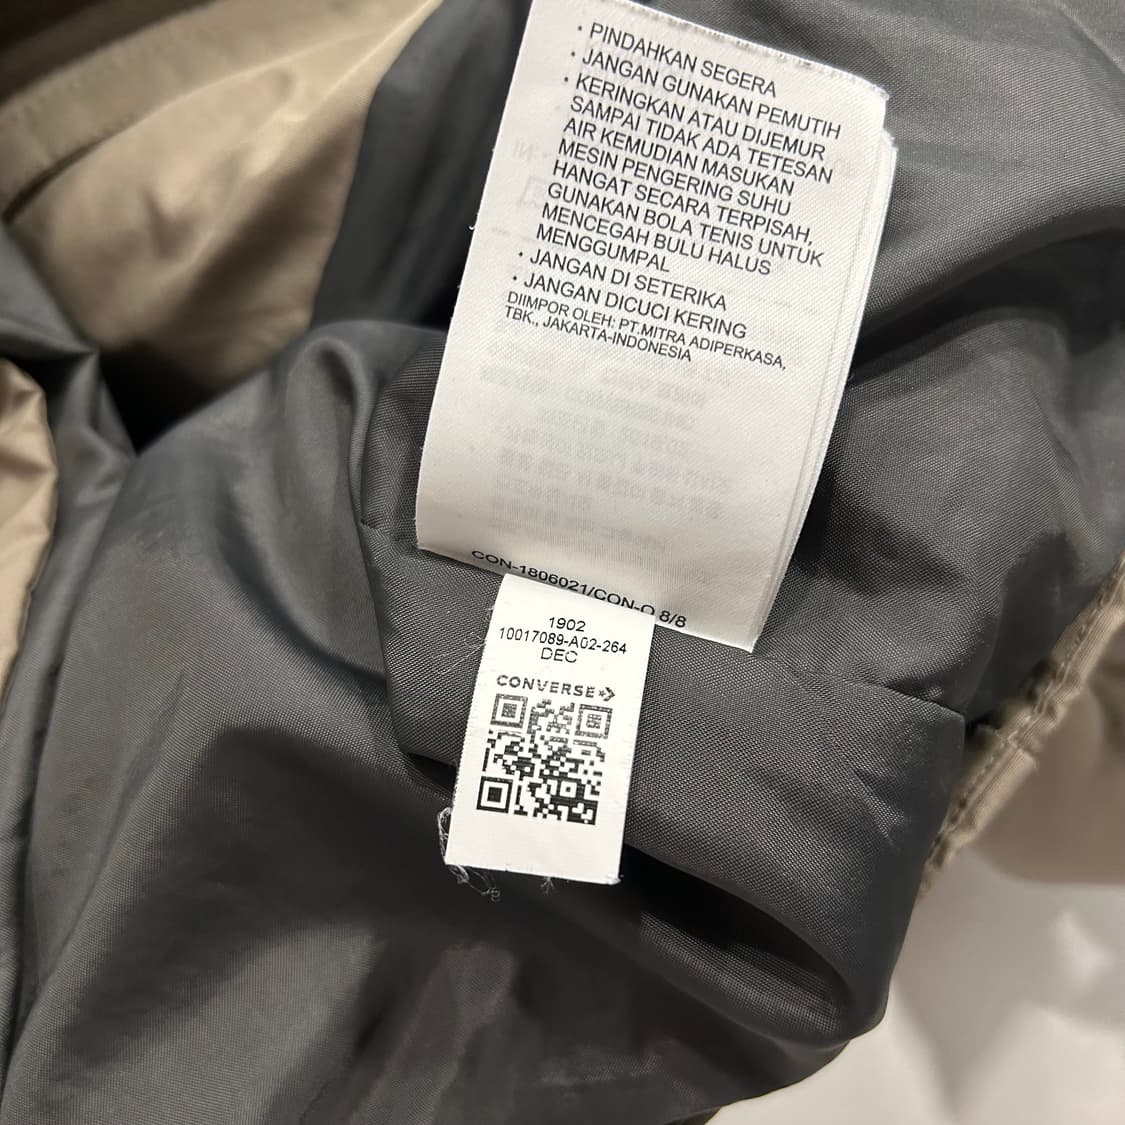 · PINDAHKAN SEGERA
· JANGAN GUNAKAN PEMUTIH
· KERINGKAN ATAU DIJEMUR
SAMPAI TIDAK ADA TETESAN
AIR KEMUDIAN MASUKAN
MESIN PENGERING SUHU
HANGAT SECARA TERPISAH,
GUNAKAN BOLA TENIS UNTUK
MENCEGAH BULU HALUS
MENGGUMPAL
· JANGAN DI SETERIKA
· JANGAN DICUCI KERING
DIIMPOR OLEH: PT.MITRA ADIPERKASA,
TBK., JAKARTA-INDONESIA
CON-1806021/CON-O 8/8
1902
10017089-A02-264
DEC
CONVERSE